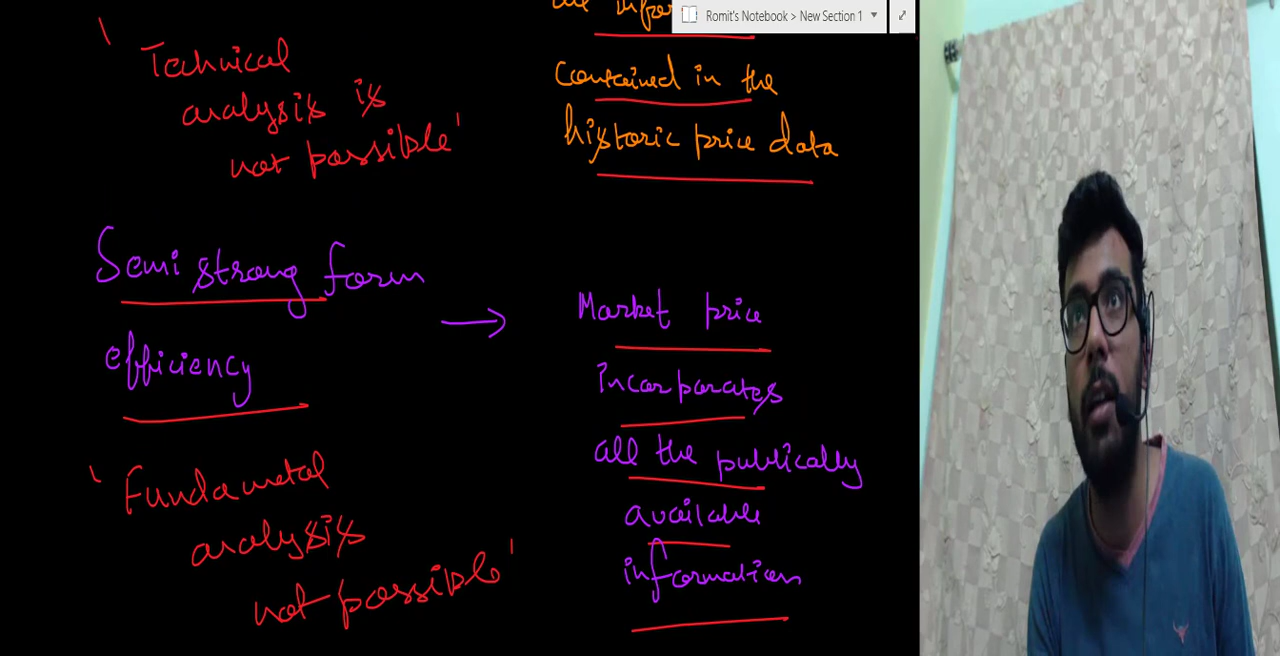 Romit's Notebook > New Section 1
Contained in the
historic price data
' Technical
analysis is
not possible'
Semi strong form
efficiency
Market price
Incorporates
all the publically
available
information
' Fundametal
analysis
not possible'